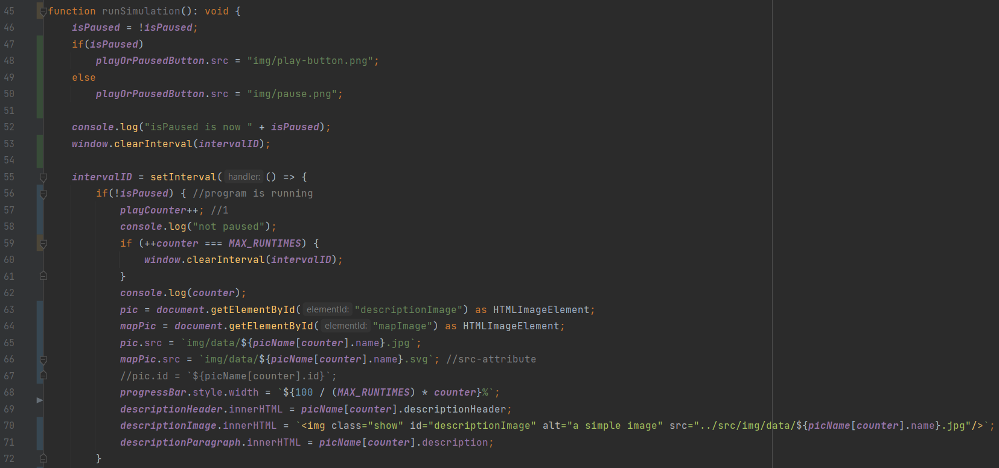 45 function runSimulation(): void {
46 isPaused = !isPaused;
47 if(isPaused)
48 playOrPausedButton.src = "img/play-button.png";
49 else
50 playOrPausedButton.src = "img/pause.png";
51
52 console.log("isPaused is now " + isPaused);
53 window.clearInterval(intervalID);
54
55 intervalID = setInterval( handler: () => {
56 if(!isPaused) { //program is running
57 playCounter++; //1
58 console.log("not paused");
59 if (++counter === MAX_RUNTIMES) {
60 window.clearInterval(intervalID);
61 }
62 console.log(counter);
63 pic = document.getElementById( elementId: "descriptionImage") as HTMLImageElement;
64 mapPic = document.getElementById( elementId: "mapImage") as HTMLImageElement;
65 pic.src = `img/data/${picName[counter].name}.jpg`;
66 mapPic.src = `img/data/${picName[counter].name}.svg`; //src-attribute
67 //pic.id = `${picName[counter].id}`;
68 progressBar.style.width = `${100 / (MAX_RUNTIMES) * counter}%`;
69 descriptionHeader.innerHTML = picName[counter].descriptionHeader;
70 descriptionImage.innerHTML = `<img class="show" id="descriptionImage" alt="a simple image" src="../src/img/data/${picName[counter].name}.jpg"/>`;
71 descriptionParagraph.innerHTML = picName[counter].description;
72 }